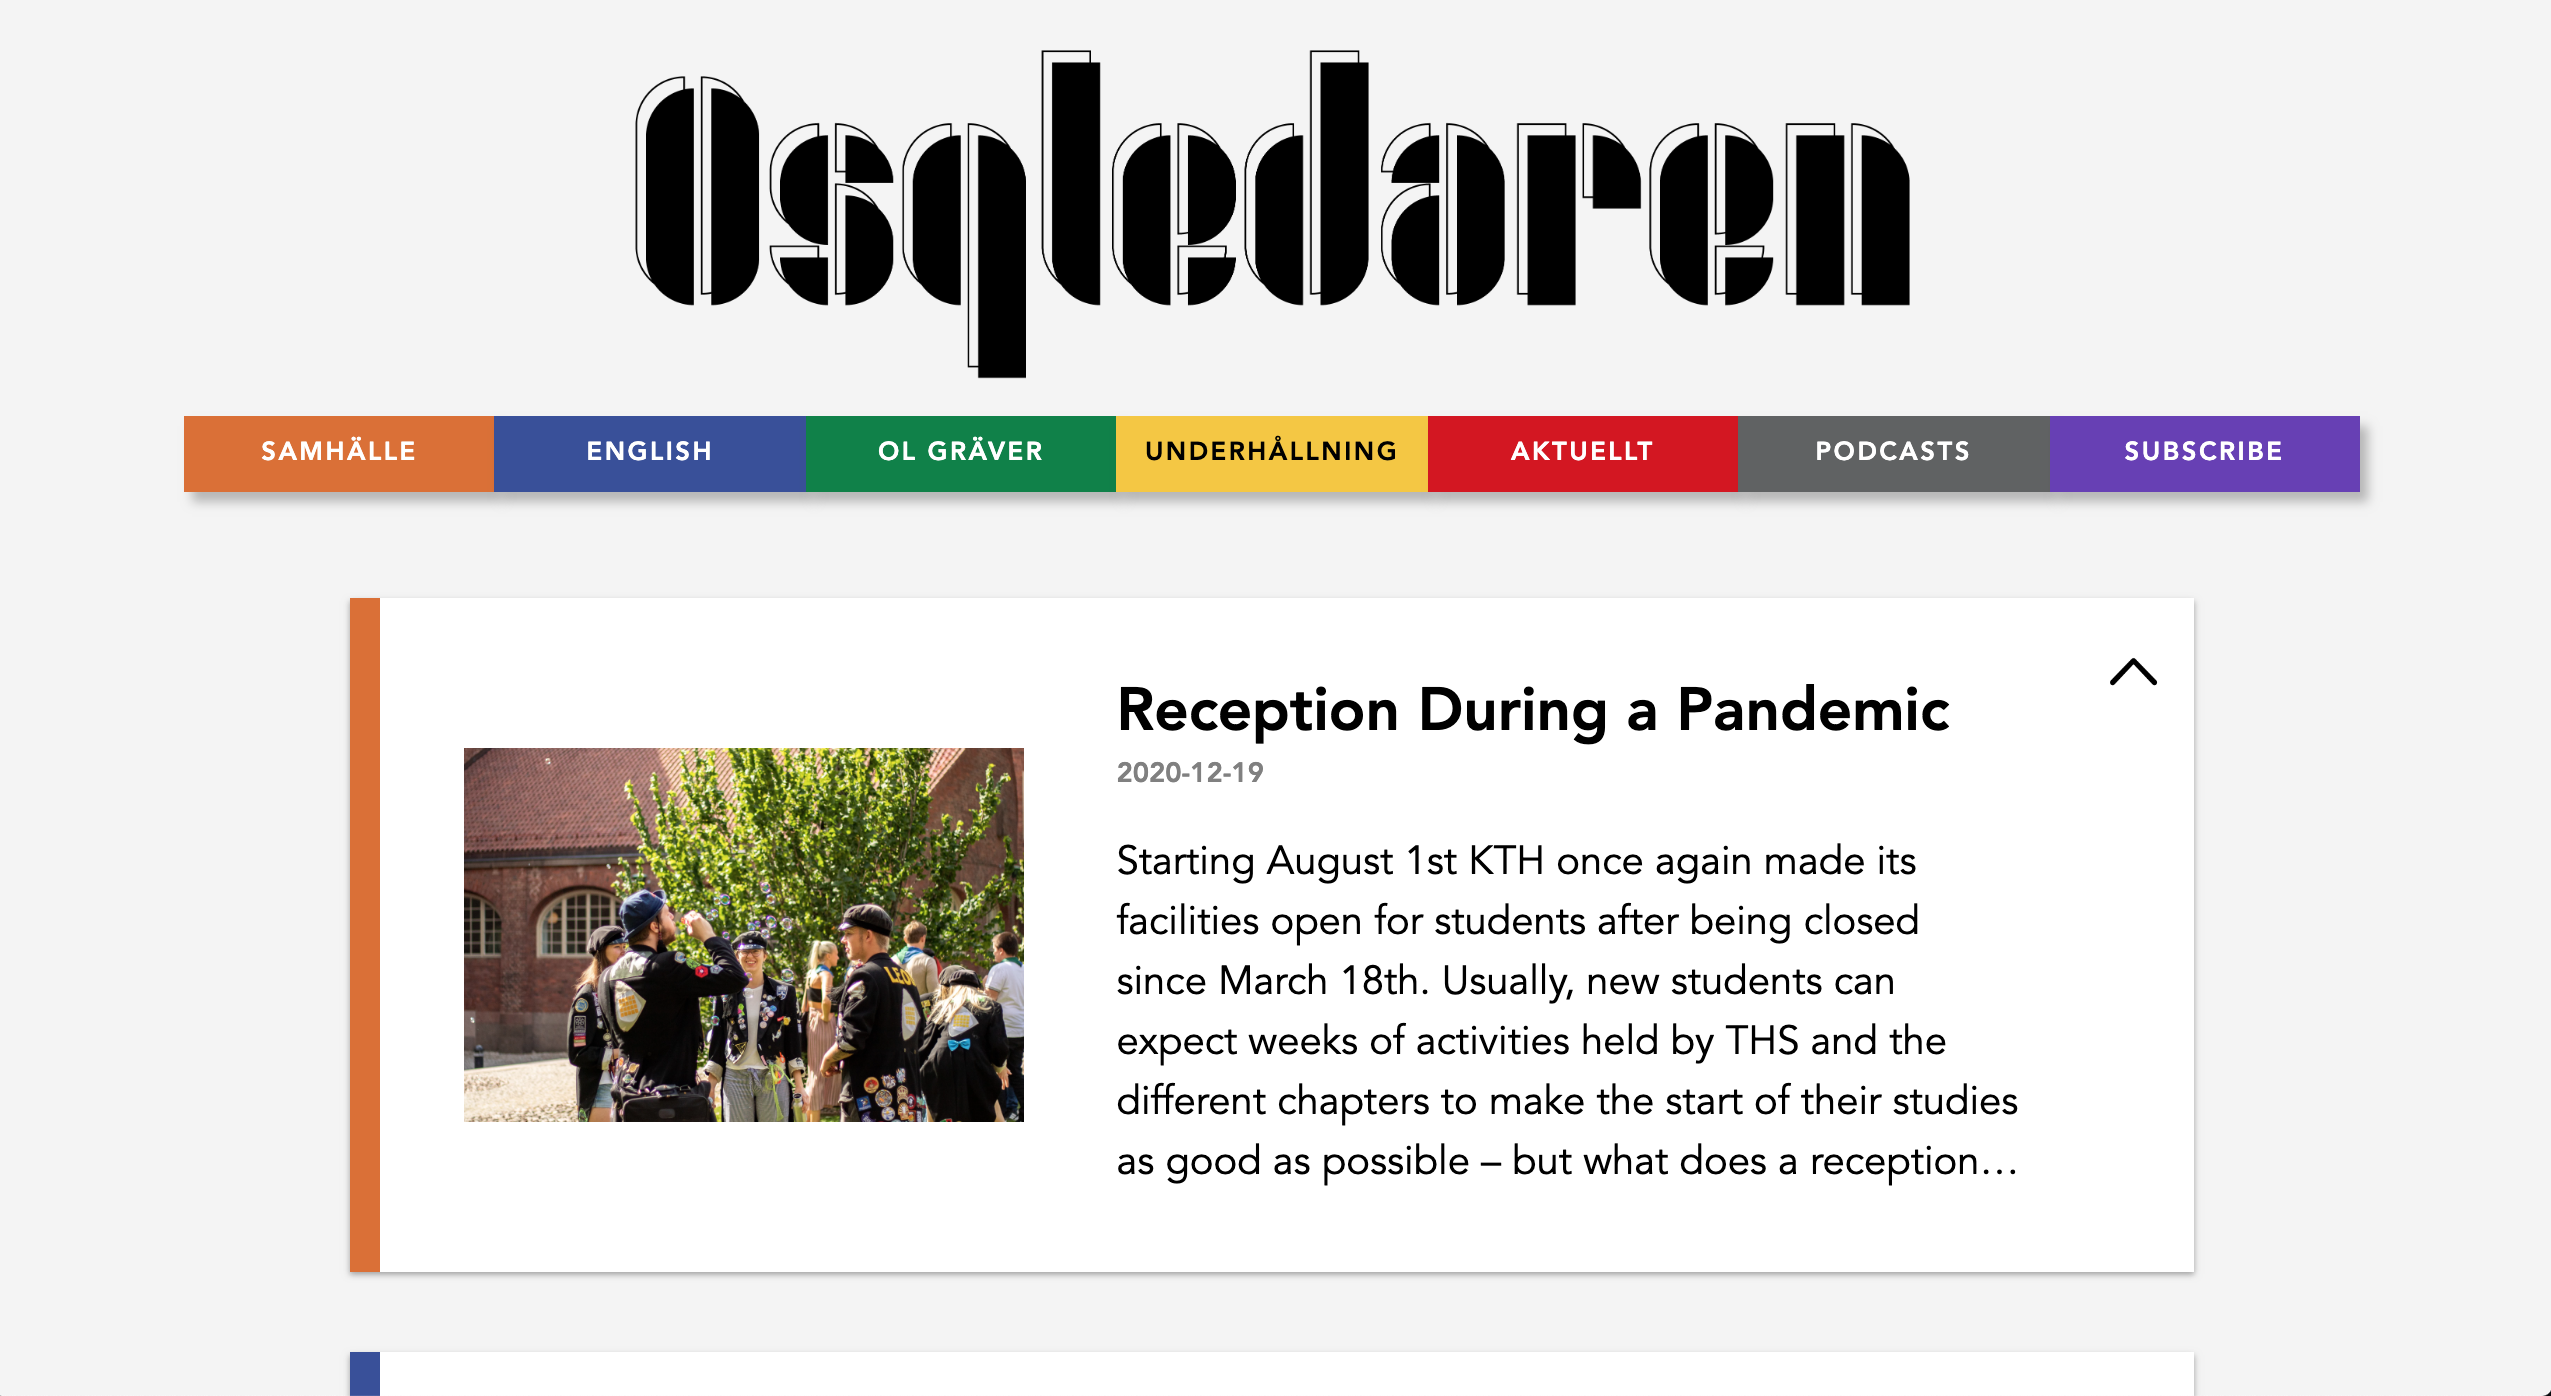 Osqledaren
SAMHÄLLE
ENGLISH
OL GRÄVER
UNDERHÅLLNING
AKTUELLT
PODCASTS
SUBSCRIBE
Reception During a Pandemic
2020-12-19
Starting August 1st KTH once again made its
facilities open for students after being closed
since March 18th. Usually, new students can
expect weeks of activities held by THS and the
different chapters to make the start of their studies
as good as possible – but what does a reception…